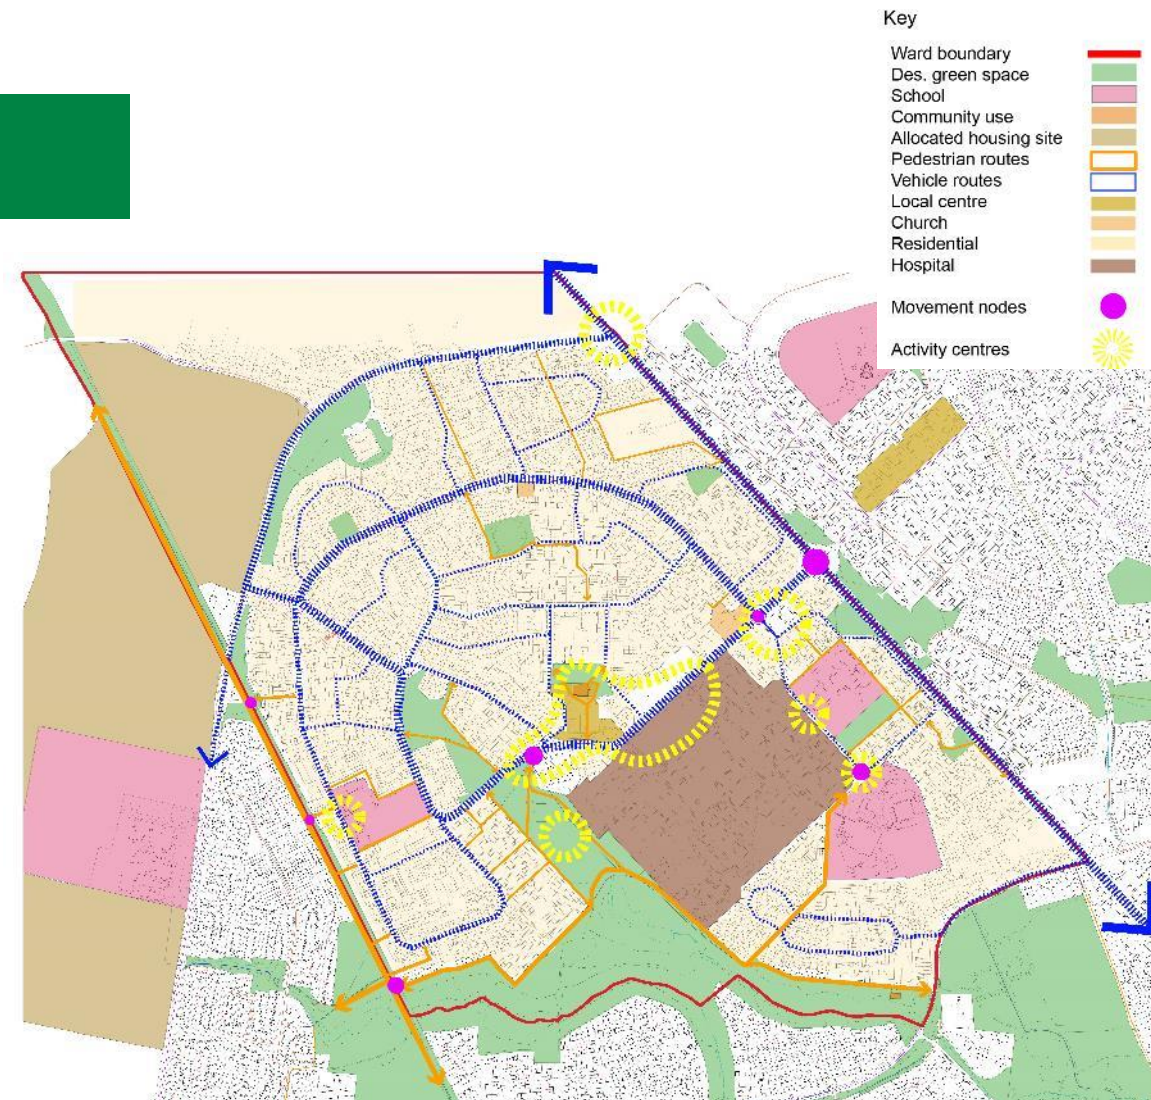 Key
Ward boundary
Des. green space
School
Community use
Allocated housing site
Pedestrian routes
Vehicle routes
Local centre
Church
Residential
Hospital
Movement nodes
Activity centres